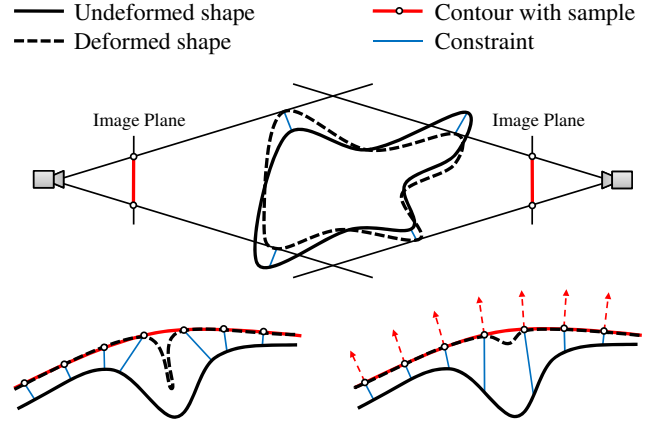 Undeformed shape
Contour with sample
Deformed shape
Constraint
Image Plane
Image Plane